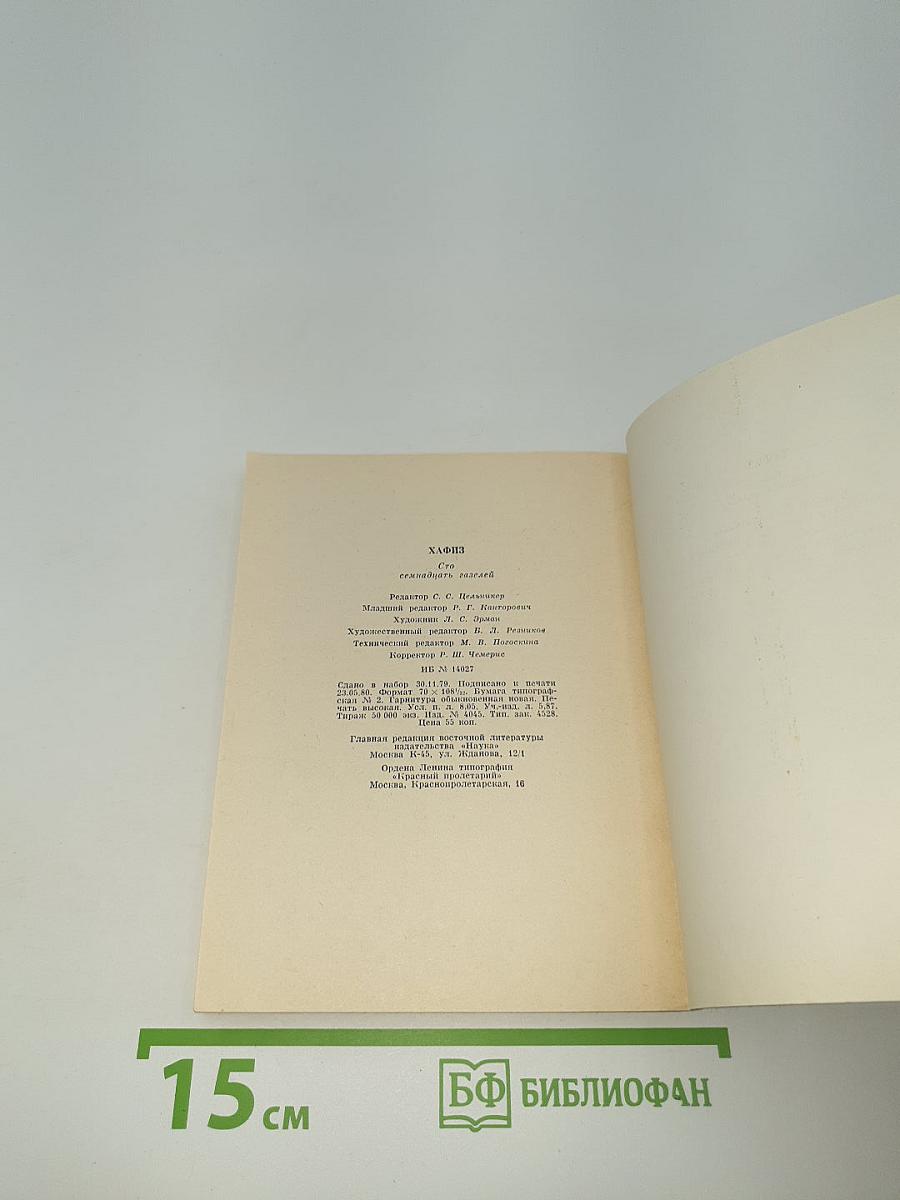 ХАФИЗ
Сто
семнадцать газелей
Редактор С. С. Цельникер
Младший редактор Р. Г. Канторович
Художник Л. С. Эрман
Художественный редактор Б. Л. Резников
Технический редактор М. В. Погоскина
Корректор Р. Ш. Чемерис
ИБ № 14027
Сдано в набор 30.11.79. Подписано к печати
23.05.80. Формат 70 × 108¹/₃₂. Бумага типограф-
ская № 2. Гарнитура обыкновенная новая. Пе-
чать высокая. Усл. п. л. 8,05. Уч.-изд. л. 5,87.
Тираж 50 000 экз. Изд. № 4045. Тип. зак. 4528.
Цена 55 коп.
Главная редакция восточной литературы
издательства «Наука»
Москва К-45, ул. Жданова, 12/1
Ордена Ленина типография
«Красный пролетарий»
Москва, Краснопролетарская, 16
15 см
БФ БИБЛИОФАН